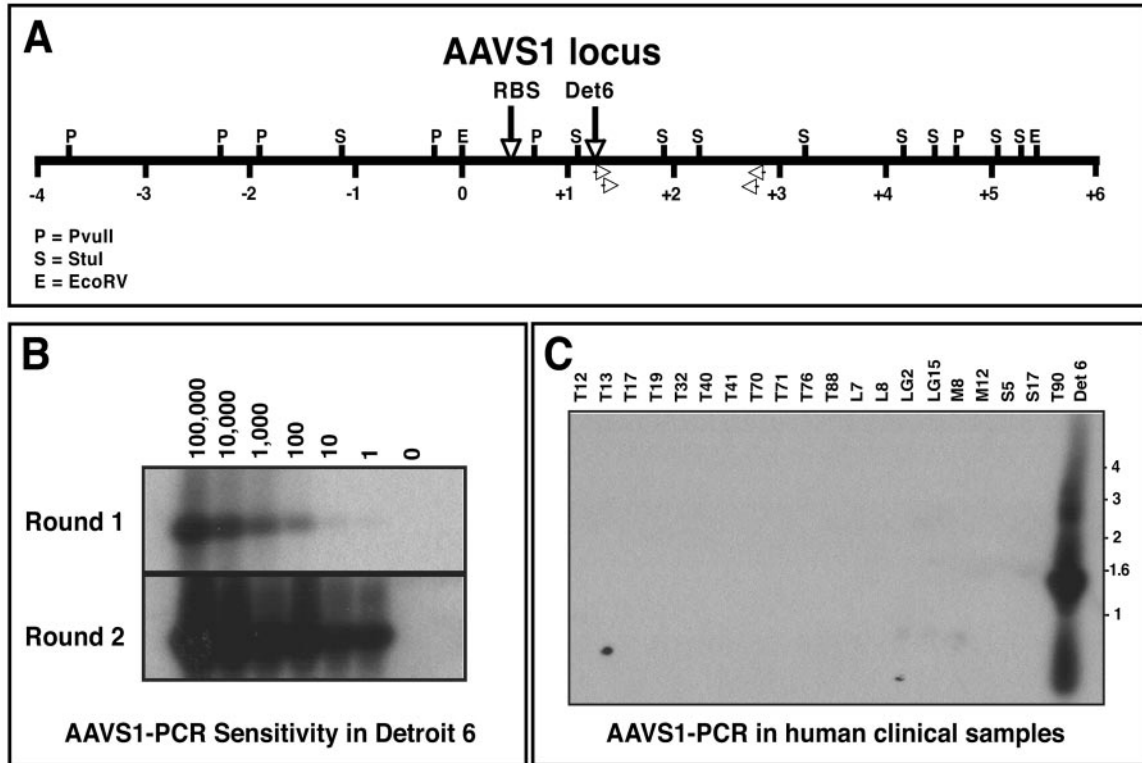 A
AAVS1 locus
RBS Det6
P P P S P E P S S S S S S P S S E
-4 -3 -2 -1 0 +1 +2 +3 +4 +5 +6
P = PvuII
S = StuI
E = EcoRV
B
100,000 10,000 1,000 100 10 1 0
Round 1
Round 2
AAVS1-PCR Sensitivity in Detroit 6
C
T12 T13 T17 T19 T32 T40 T41 T70 T71 T76 T88 L7 L8 LG2 LG15 M8 M12 S5 S17 T90 Det 6
- 4
- 3
- 2
- 1.6
- 1
AAVS1-PCR in human clinical samples